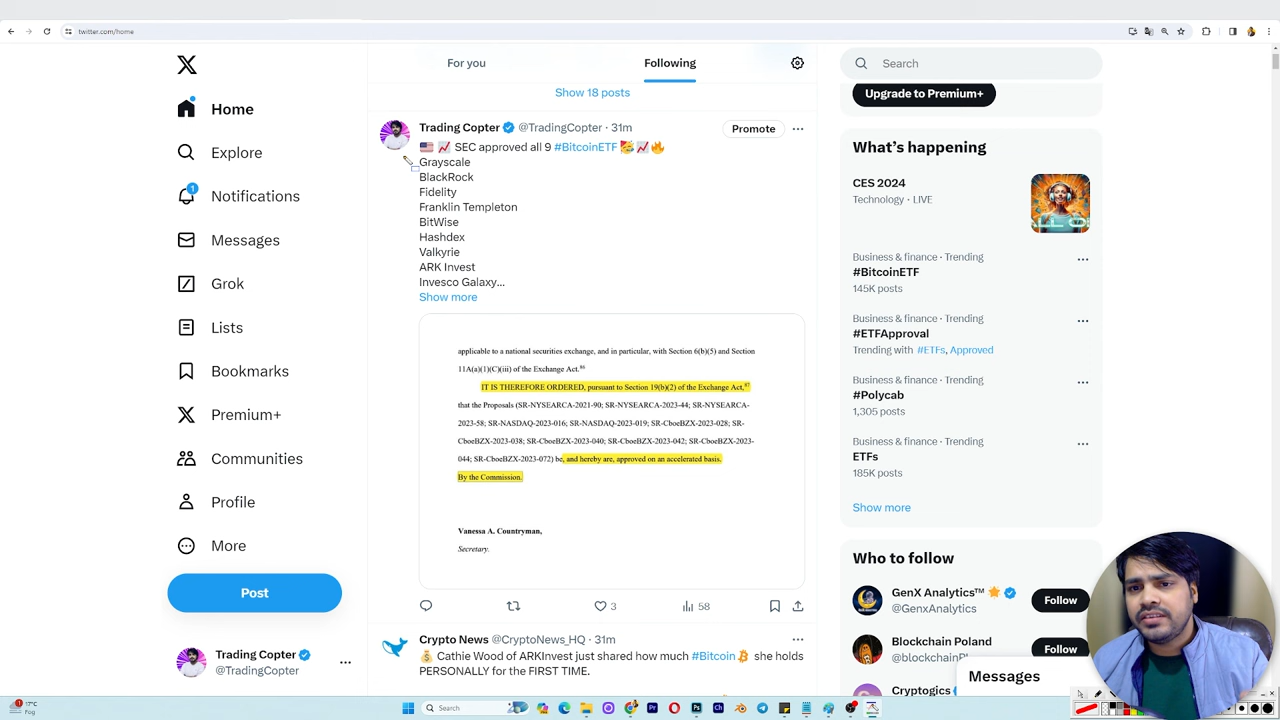 twitter.com/home
For you
Following
Show 18 posts
Home
Explore
1
Notifications
Messages
Grok
Lists
Bookmarks
Premium+
Communities
Profile
More
Post
Trading Copter
@TradingCopter
Trading Copter @TradingCopter · 31m
Promote
🇺🇸 📈 SEC approved all 9 #BitcoinETF 🥳📈🔥
Grayscale
BlackRock
Fidelity
Franklin Templeton
BitWise
Hashdex
Valkyrie
ARK Invest
Invesco Galaxy...
Show more
applicable to a national securities exchange, and in particular, with Section 6(b)(5) and Section
11A(a)(1)(C)(iii) of the Exchange Act.86
IT IS THEREFORE ORDERED, pursuant to Section 19(b)(2) of the Exchange Act,87
that the Proposals (SR-NYSEARCA-2021-90; SR-NYSEARCA-2023-44; SR-NYSEARCA-
2023-58; SR-NASDAQ-2023-016; SR-NASDAQ-2023-019; SR-CboeBZX-2023-028; SR-
CboeBZX-2023-038; SR-CboeBZX-2023-040; SR-CboeBZX-2023-042; SR-CboeBZX-2023-
044; SR-CboeBZX-2023-072) be, and hereby are, approved on an accelerated basis.
By the Commission.
Vanessa A. Countryman,
Secretary.
3
58
Crypto News @CryptoNews_HQ · 31m
💰 Cathie Wood of ARKInvest just shared how much #Bitcoin she holds
PERSONALLY for the FIRST TIME.
Search
Upgrade to Premium+
What's happening
CES 2024
Technology · LIVE
Business & finance · Trending
#BitcoinETF
145K posts
Business & finance · Trending
#ETFApproval
Trending with #ETFs, Approved
Business & finance · Trending
#Polycab
1,305 posts
Business & finance · Trending
ETFs
185K posts
Show more
Who to follow
GenX Analytics™
@GenxAnalytics
Follow
Blockchain Poland
Follow
Cryptogics
Messages
1
17°C
Fog
Search